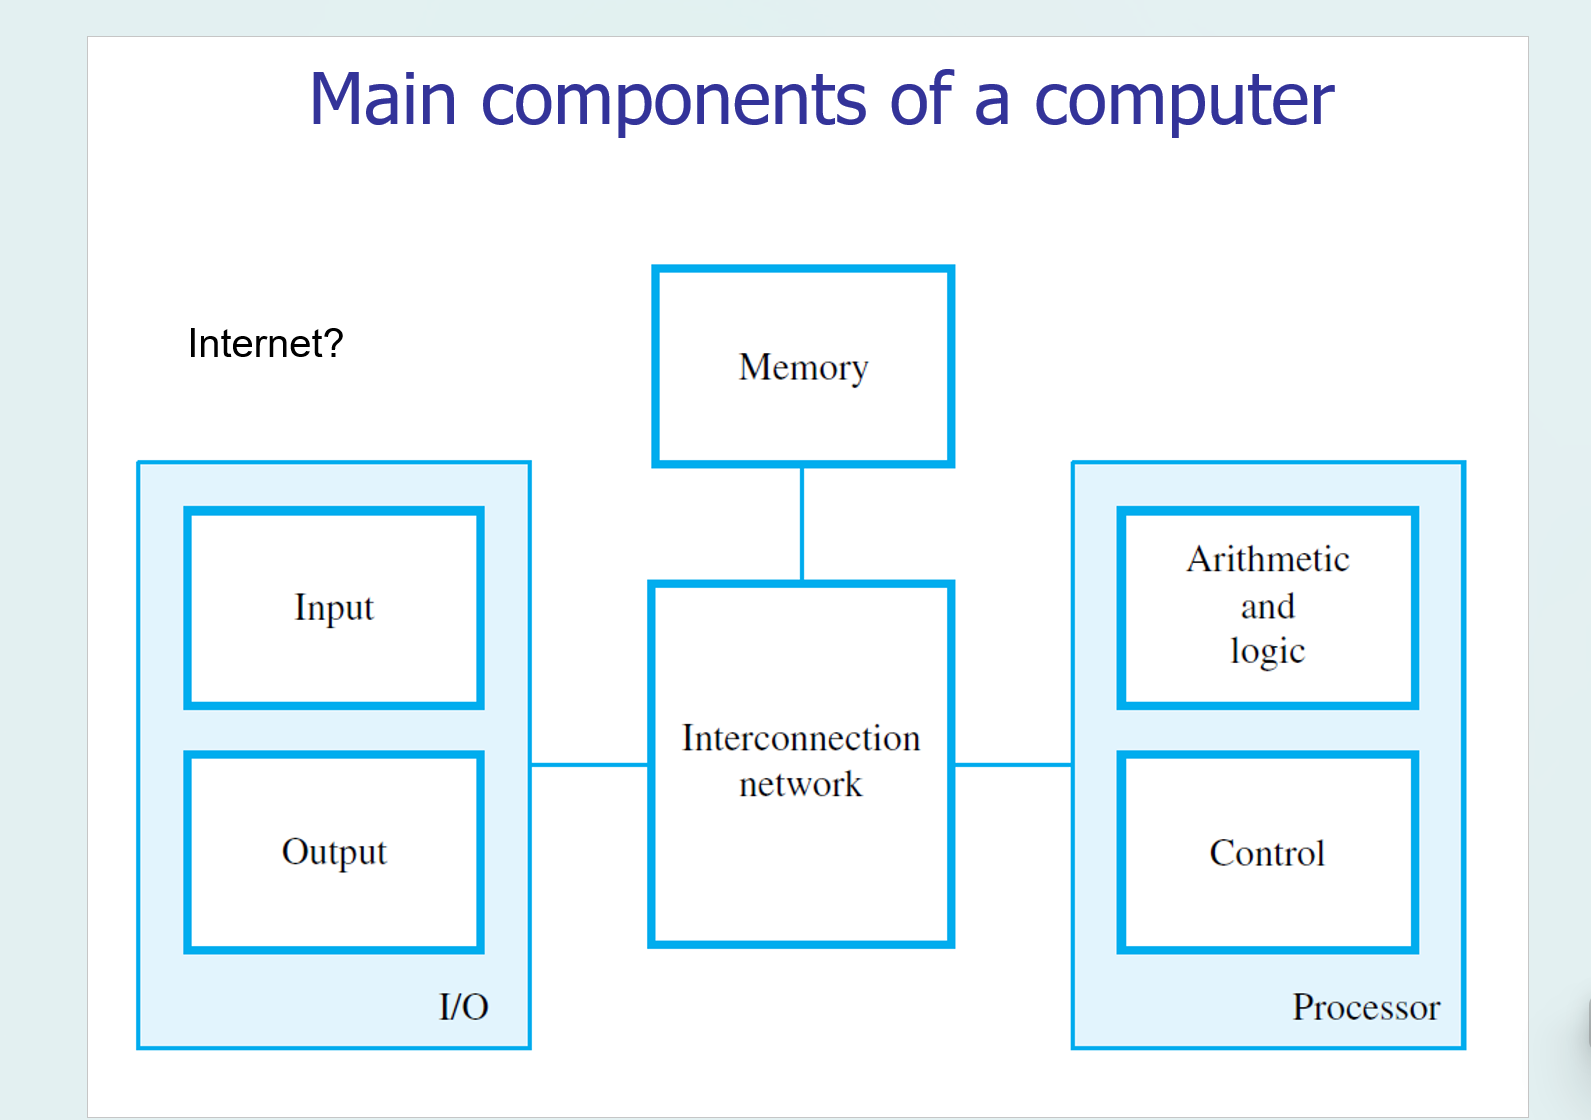 Main components of a computer
Internet?
Memory
Input
Output
I/O
Interconnection
network
Arithmetic
and
logic
Control
Processor